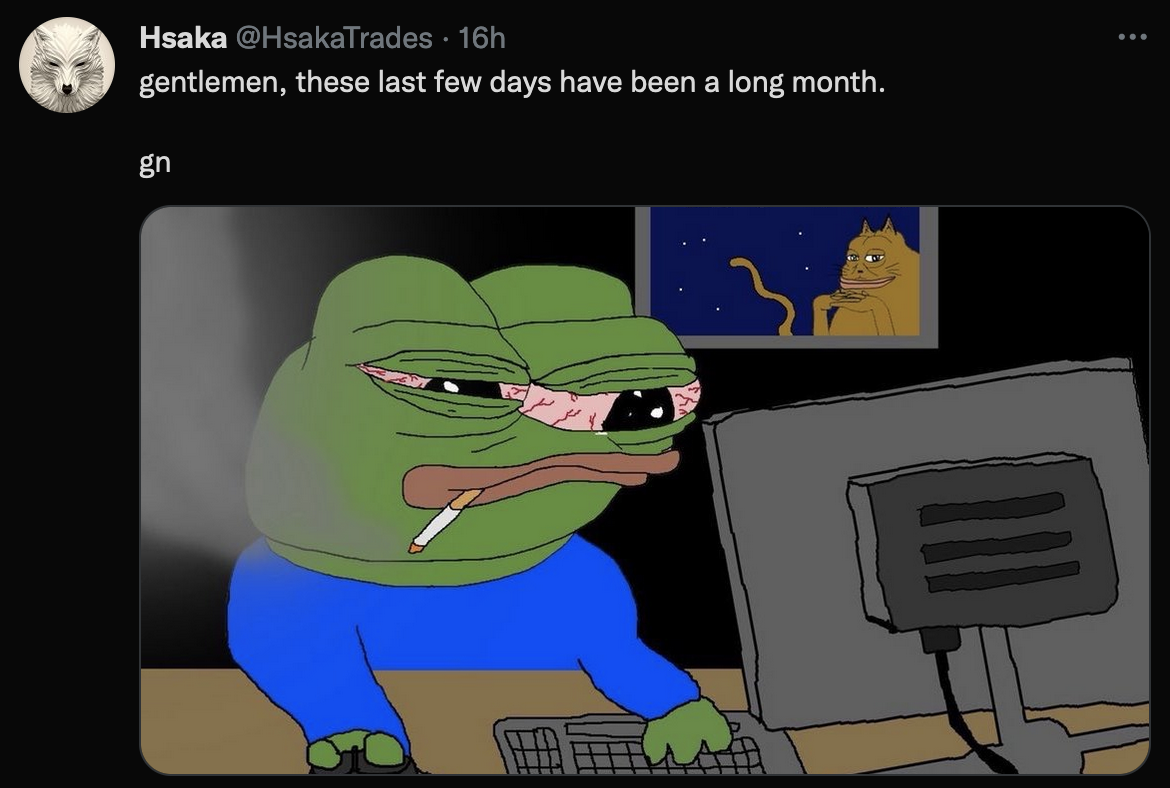 Hsaka @HsakaTrades · 16h
gentlemen, these last few days have been a long month.
gn